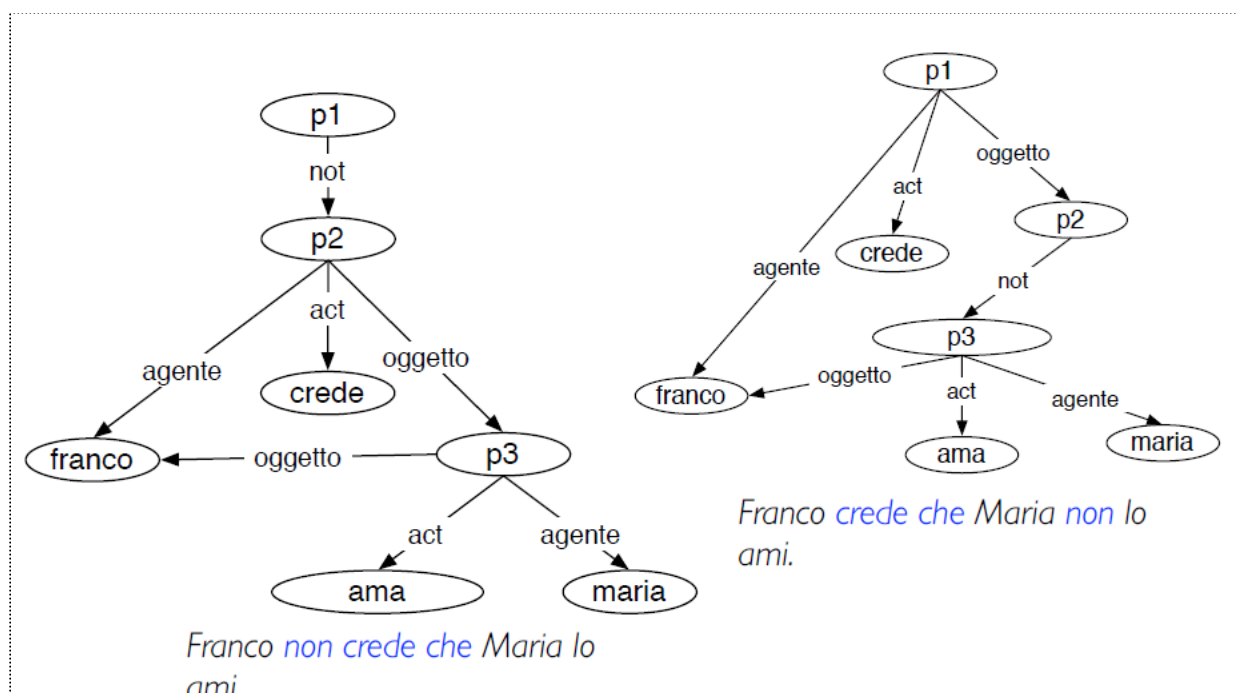 p1
not
p2
act
agente
oggetto
crede
franco
oggetto
p3
act
agente
ama
maria
Franco non crede che Maria lo
ami
p1
oggetto
act
p2
crede
agente
not
p3
oggetto
franco
act
agente
maria
ama
Franco crede che Maria non lo
ami.